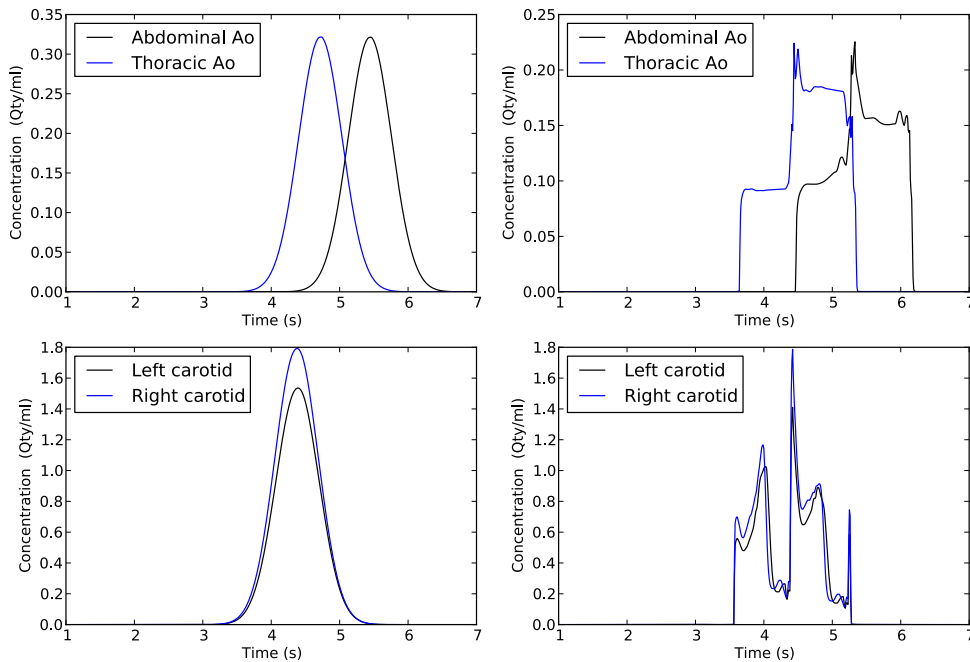 0.35
0.30
0.25
0.20
0.15
0.10
0.05
0.00
Concentration (Qty/ml)
Abdominal Ao
Thoracic Ao
1 2 3 4 5 6 7
Time (s)
0.25
0.20
0.15
0.10
0.05
0.00
Concentration (Qty/ml)
Abdominal Ao
Thoracic Ao
1 2 3 4 5 6 7
Time (s)
1.8
1.6
1.4
1.2
1.0
0.8
0.6
0.4
0.2
0.0
Concentration (Qty/ml)
Left carotid
Right carotid
1 2 3 4 5 6 7
Time (s)
1.8
1.6
1.4
1.2
1.0
0.8
0.6
0.4
0.2
0.0
Concentration (Qty/ml)
Left carotid
Right carotid
1 2 3 4 5 6 7
Time (s)